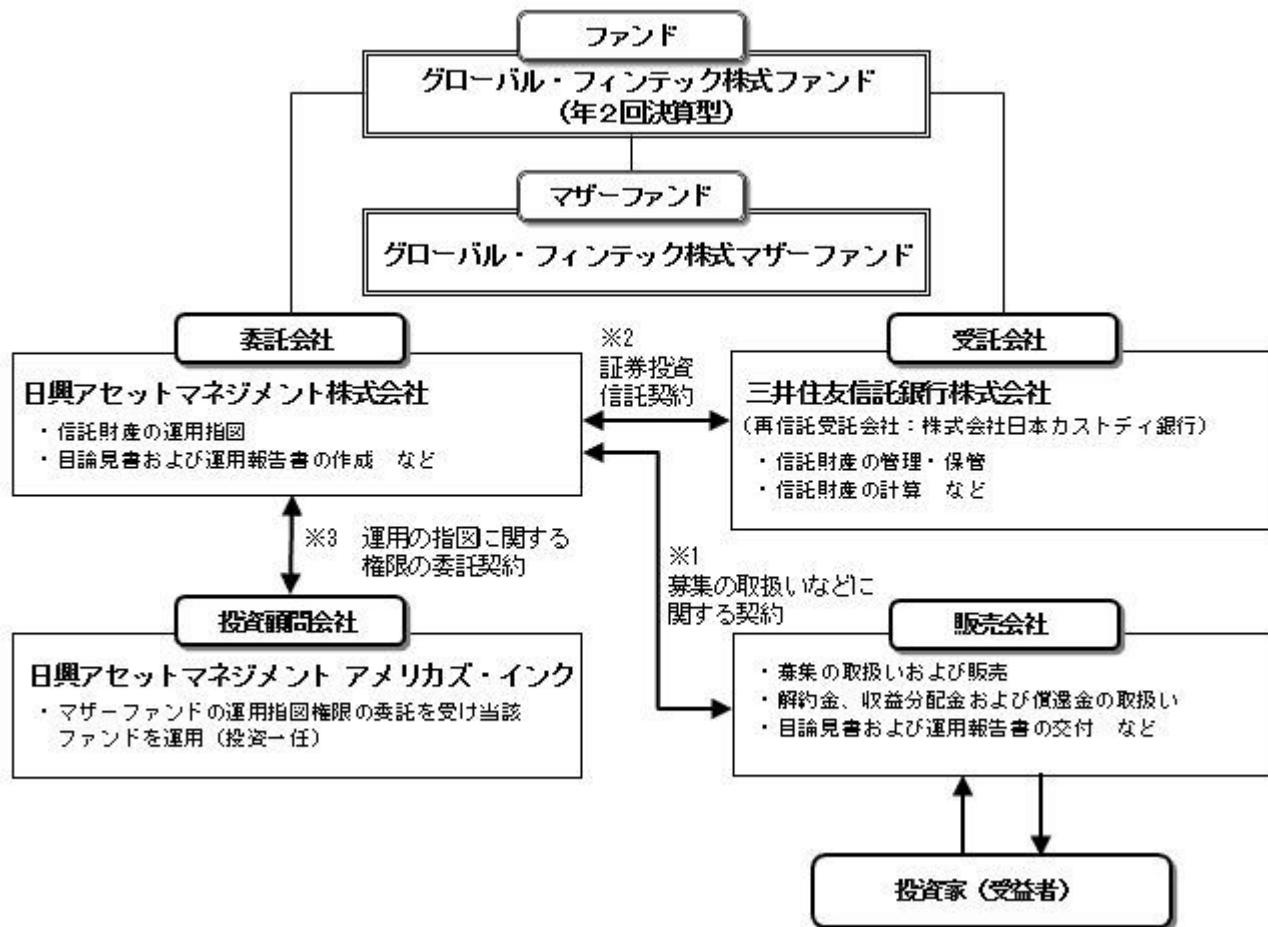 ファンド
グローバル・フィンテック株式ファンド
(年2回決算型)
マザーファンド
グローバル・フィンテック株式マザーファンド
委託会社
日興アセットマネジメント株式会社
・信託財産の運用指図
・目論見書および運用報告書の作成 など
※2
証券投資
信託契約
受託会社
三井住友信託銀行株式会社
(再信託受託会社:株式会社日本カストディ銀行)
・信託財産の管理・保管
・信託財産の計算 など
※3 運用の指図に関する
権限の委託契約
※1
募集の取扱いなどに
関する契約
投資顧問会社
日興アセットマネジメント アメリカズ・インク
・マザーファンドの運用指図権限の委託を受け当該
ファンドを運用(投資一任)
販売会社
・募集の取扱いおよび販売
・解約金、収益分配金および償還金の取扱い
・目論見書および運用報告書の交付 など
投資家(受益者)